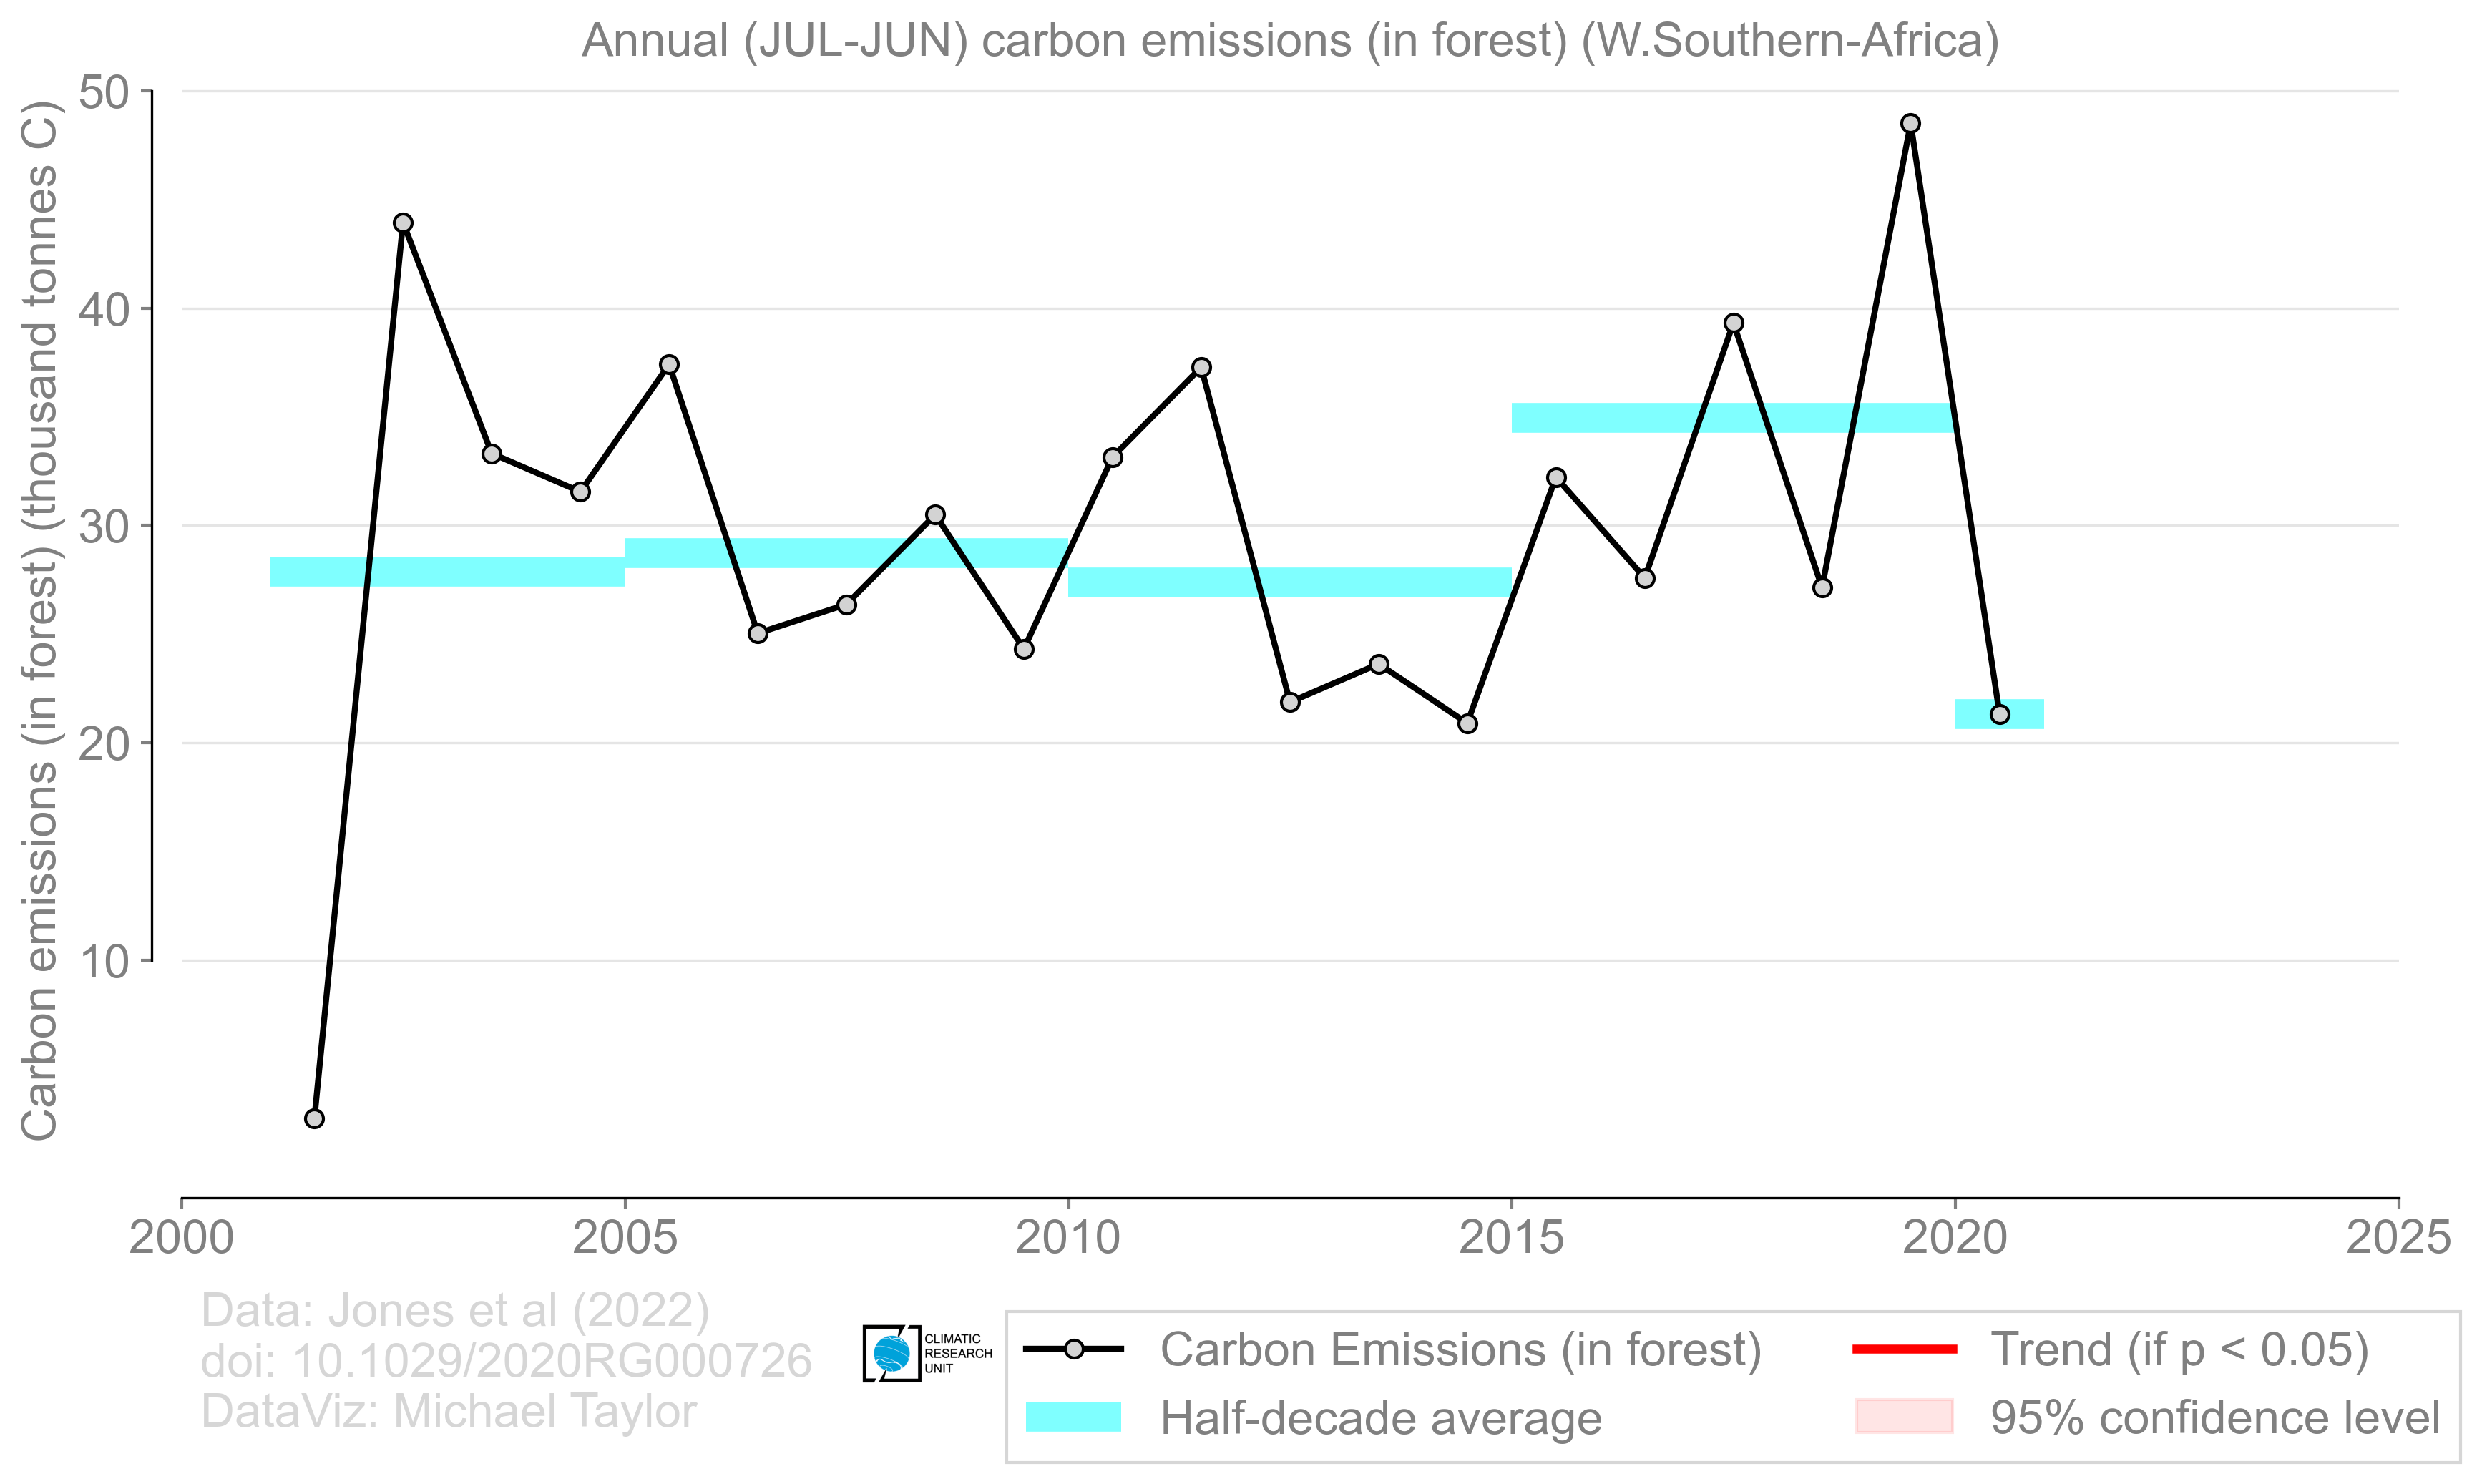 Annual (JUL-JUN) carbon emissions (in forest) (W.Southern-Africa)
Carbon emissions (in forest) (thousand tonnes C)
50
40
30
20
10
2000 2005 2010 2015 2020 2025
Data: Jones et al (2022)
doi: 10.1029/2020RG000726
DataViz: Michael Taylor
CLIMATIC
RESEARCH
UNIT
Carbon Emissions (in forest)
Half-decade average
Trend (if p < 0.05)
95% confidence level